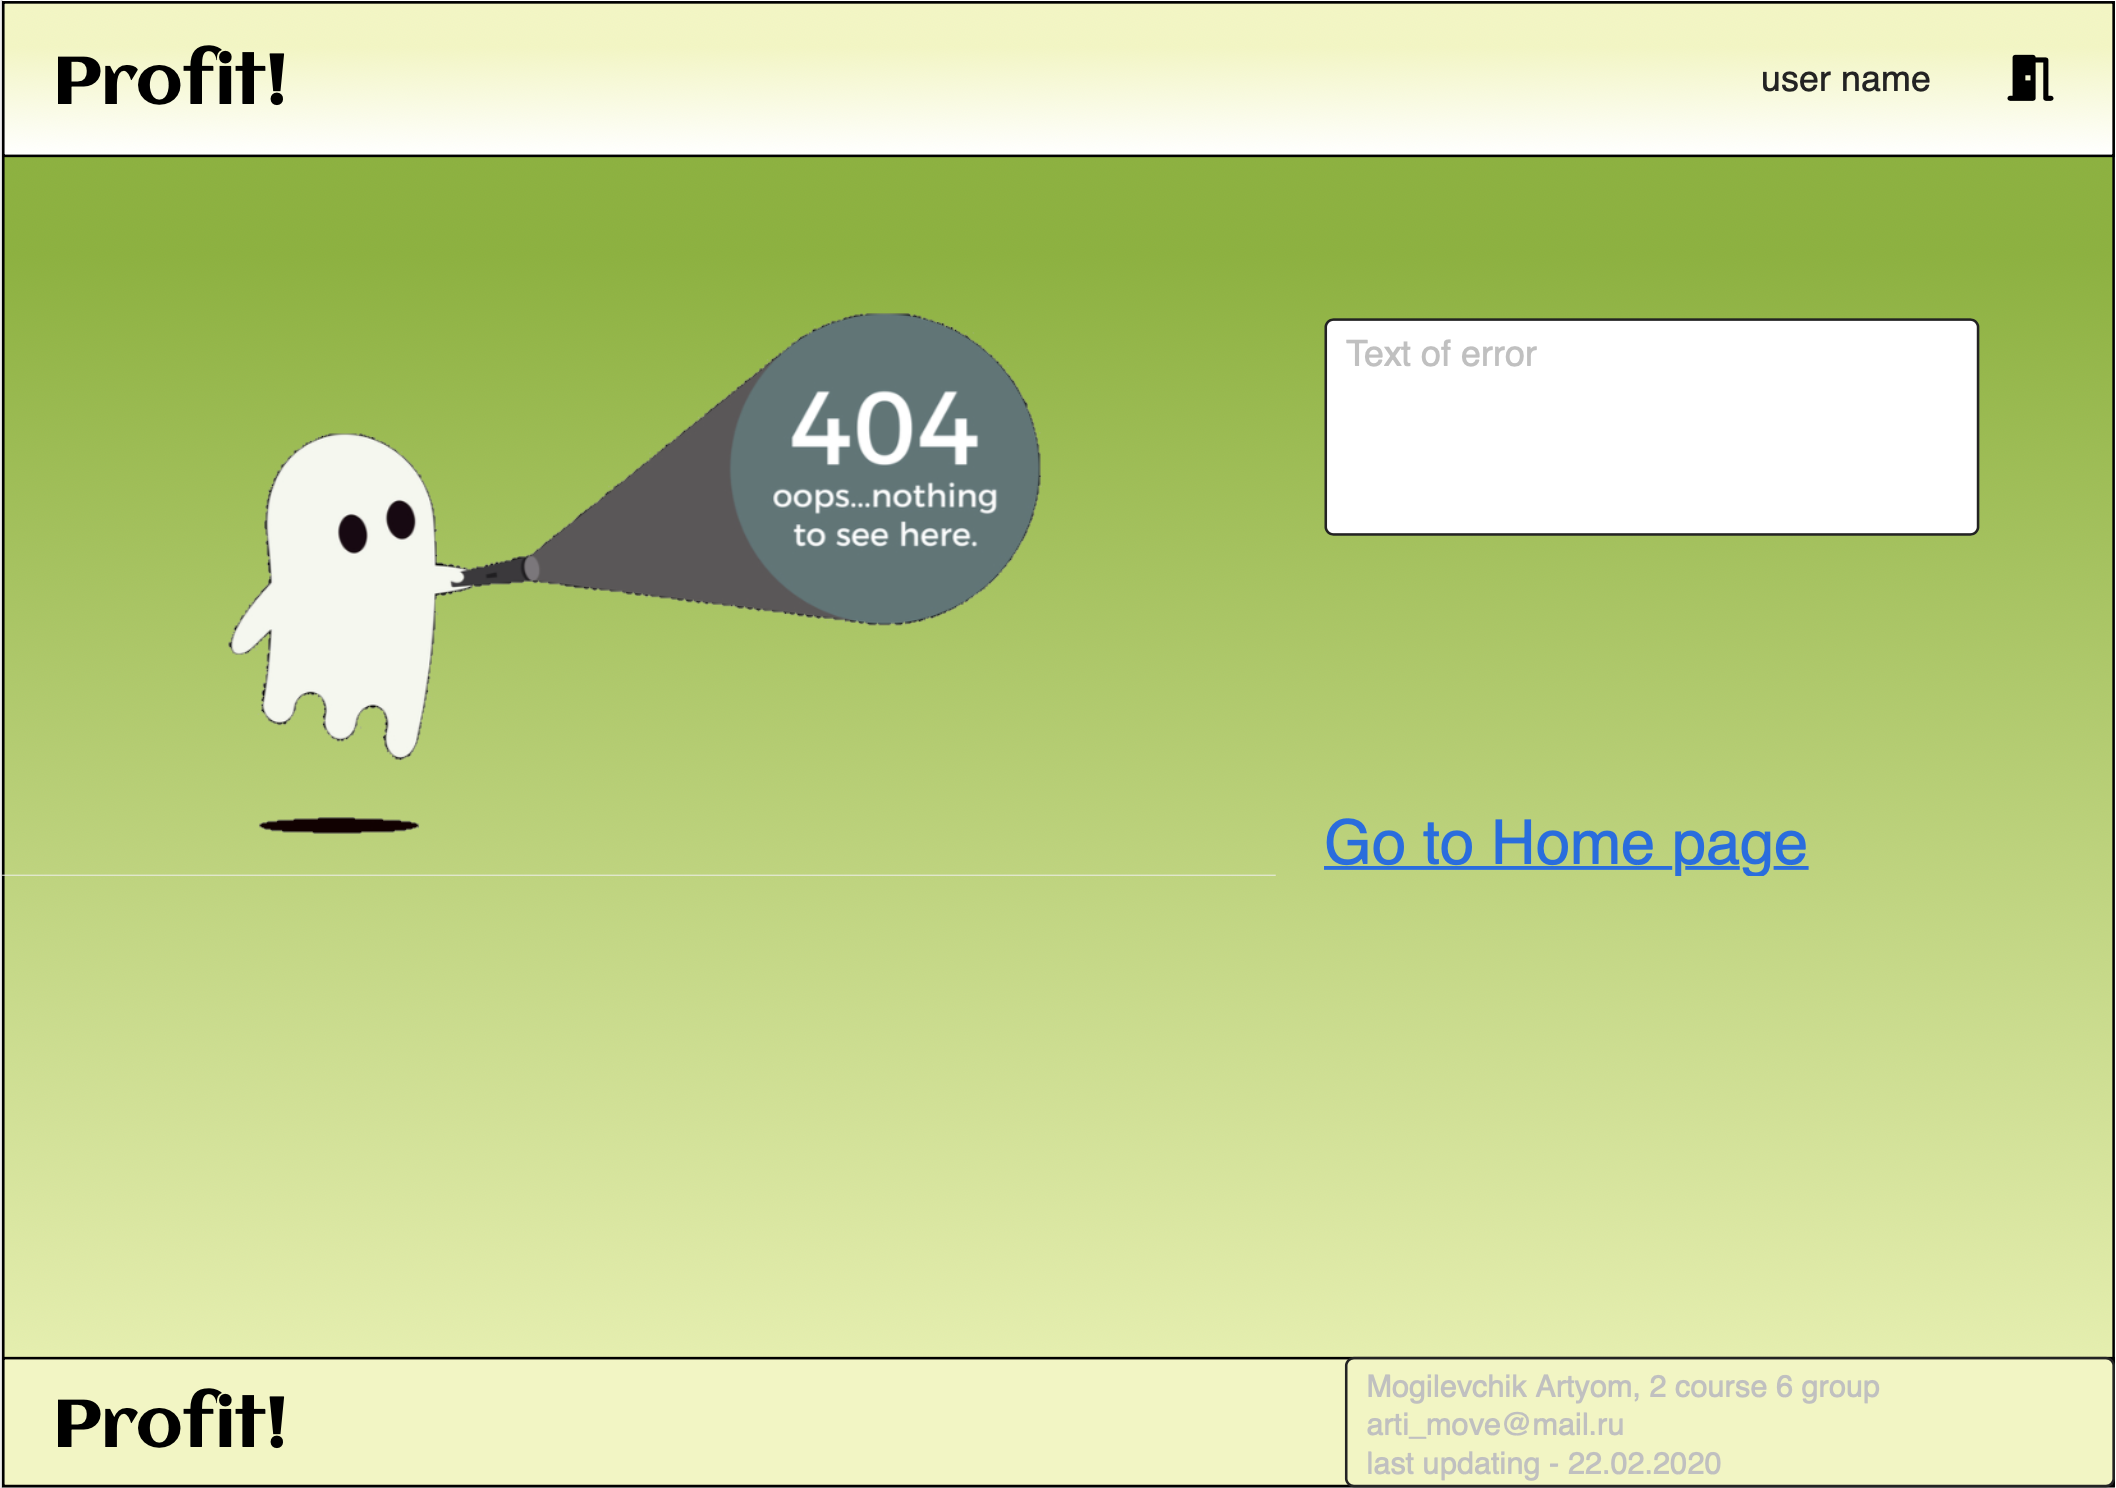 Profit!
user name
404
oops...nothing
to see here.
Text of error
Go to Home page
Profit!
Mogilevchik Artyom, 2 course 6 group
arti_move@mail.ru
last updating - 22.02.2020